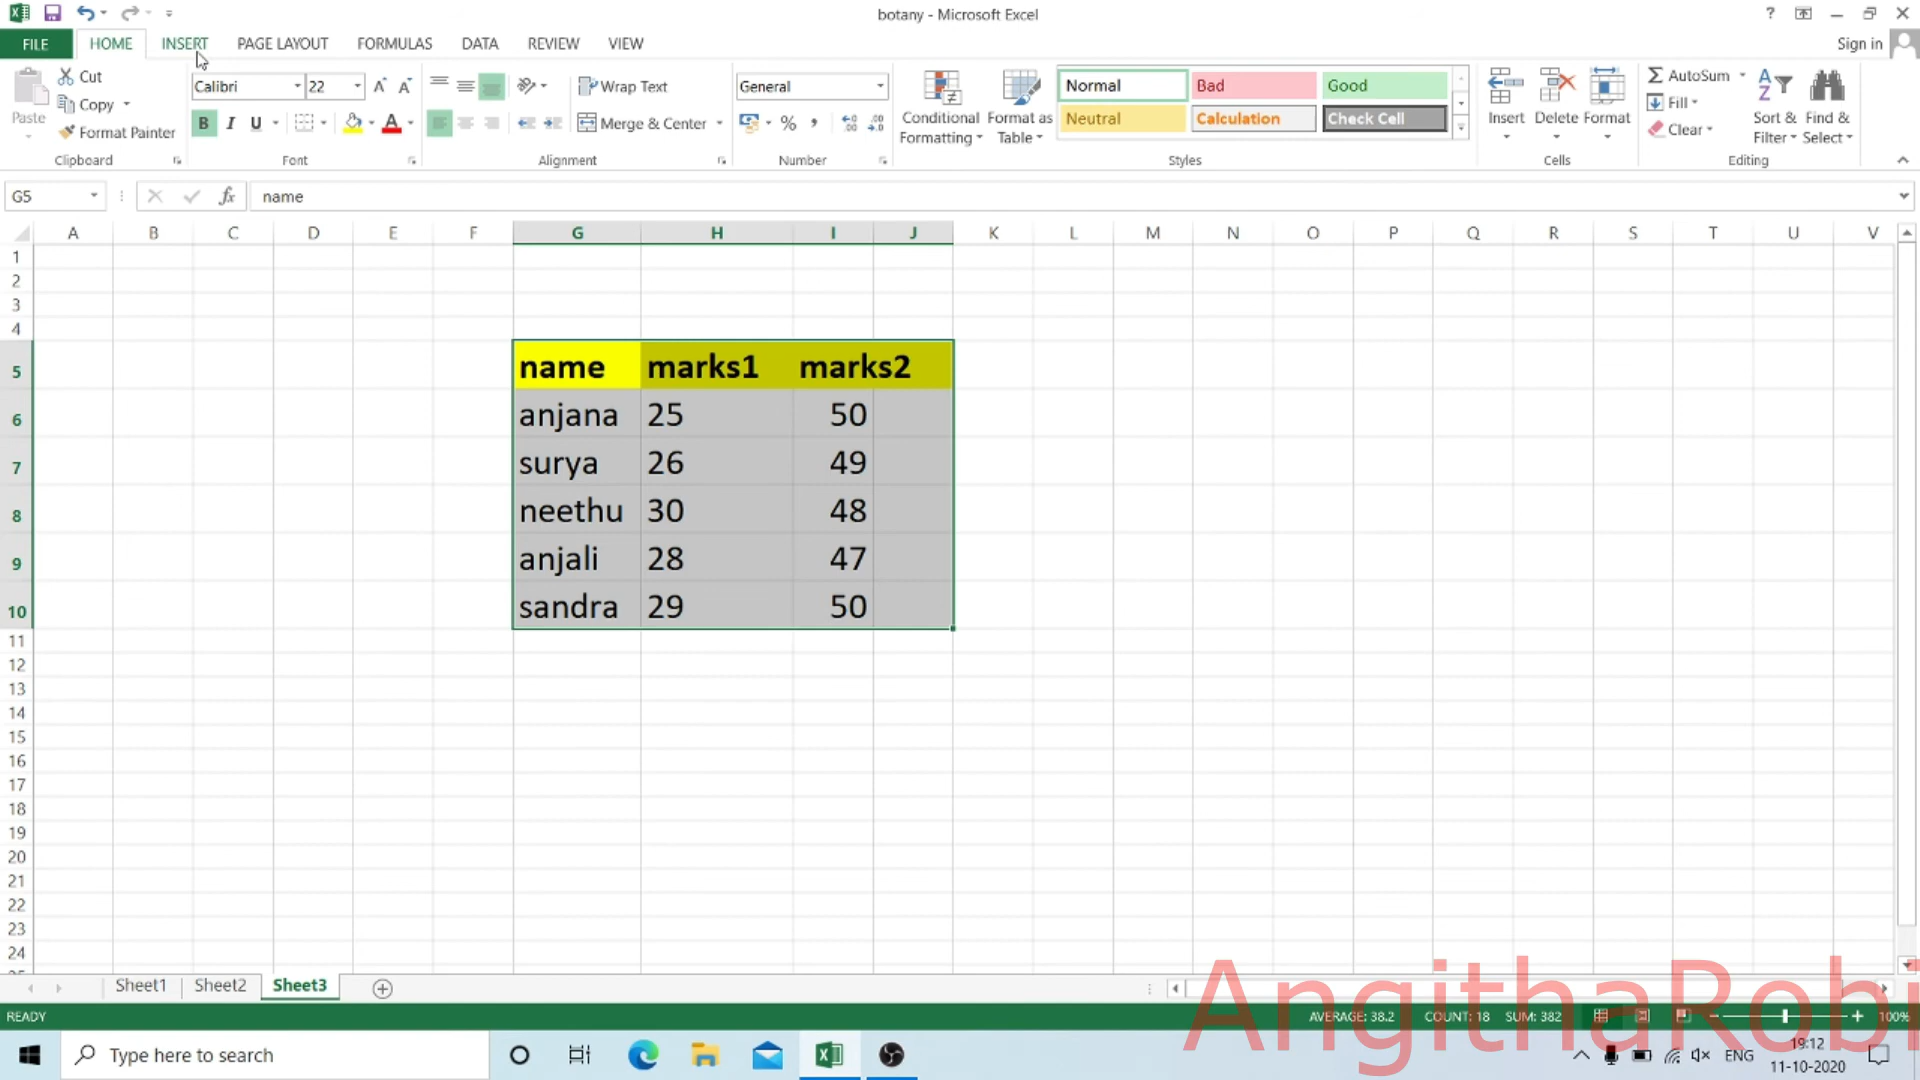 botany - Microsoft Excel
FILE HOME INSERT PAGE LAYOUT FORMULAS DATA REVIEW VIEW Sign in
Paste Cut Copy Format Painter Clipboard
Calibri 22 B I U Font
Wrap Text Merge & Center Alignment
General % Number
Conditional Formatting Format as Table
Normal Bad Good
Neutral Calculation Check Cell
Styles
Insert Delete Format Cells
AutoSum Fill Clear Sort & Filter Find & Select Editing
G5 fx name
A B C D E F G H I J K L M N O P Q R S T U V
1
2
3
4
5 name marks1 marks2
6 anjana 25 50
7 surya 26 49
8 neethu 30 48
9 anjali 28 47
10 sandra 29 50
11
12
13
14
15
16
17
18
19
20
21
22
23
24
Sheet1 Sheet2 Sheet3
AngithaRobi
READY AVERAGE: 38.2 COUNT: 18 SUM: 382 100%
Type here to search ENG 19:12
11-10-2020